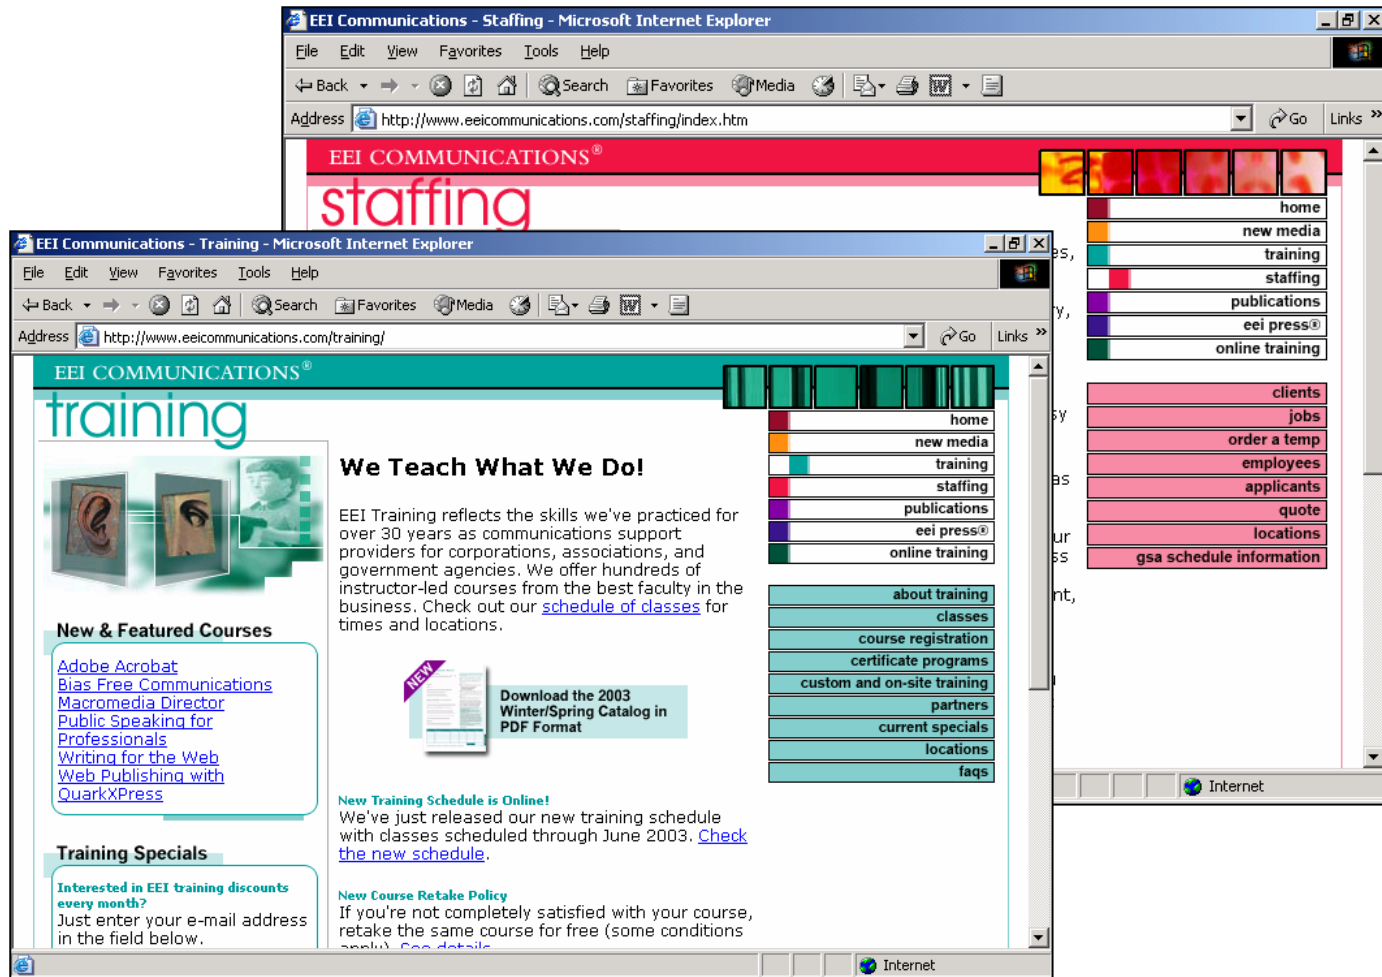 EEI Communications - Staffing - Microsoft Internet Explorer
File Edit View Favorites Tools Help
Back Search Favorites Media
Address http://www.eeicommunications.com/staffing/index.htm Go Links »
EEI COMMUNICATIONS®
staffing
home
new media
training
staffing
publications
eei press®
online training
clients
jobs
order a temp
employees
applicants
quote
locations
gsa schedule information
Internet
EEI Communications - Training - Microsoft Internet Explorer
File Edit View Favorites Tools Help
Back Search Favorites Media
Address http://www.eeicommunications.com/training/ Go Links »
EEI COMMUNICATIONS®
training
New & Featured Courses
Adobe Acrobat
Bias Free Communications
Macromedia Director
Public Speaking for
Professionals
Writing for the Web
Web Publishing with
QuarkXPress
Training Specials
Interested in EEI training discounts
every month?
Just enter your e-mail address
in the field below.
We Teach What We Do!
EEI Training reflects the skills we've practiced for
over 30 years as communications support
providers for corporations, associations, and
government agencies. We offer hundreds of
instructor-led courses from the best faculty in the
business. Check out our schedule of classes for
times and locations.
NEW
Download the 2003
Winter/Spring Catalog in
PDF Format
New Training Schedule is Online!
We've just released our new training schedule
with classes scheduled through June 2003. Check
the new schedule.
New Course Retake Policy
If you're not completely satisfied with your course,
retake the same course for free (some conditions
apply). See details
home
new media
training
staffing
publications
eei press®
online training
about training
classes
course registration
certificate programs
custom and on-site training
partners
current specials
locations
faqs
Internet